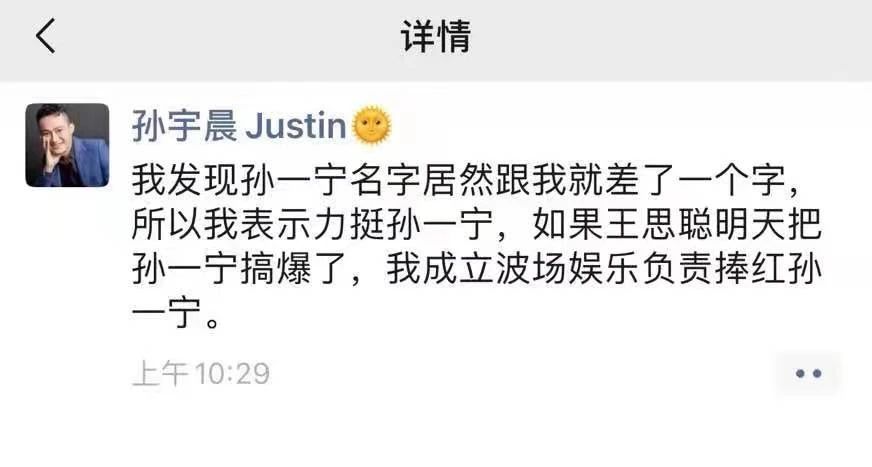 详情
孙宇晨 Justin🌞
我发现孙一宁名字居然跟我就差了一个字，
所以我表示力挺孙一宁，如果王思聪明天把
孙一宁搞爆了，我成立波场娱乐负责捧红孙
一宁。
上午10:29